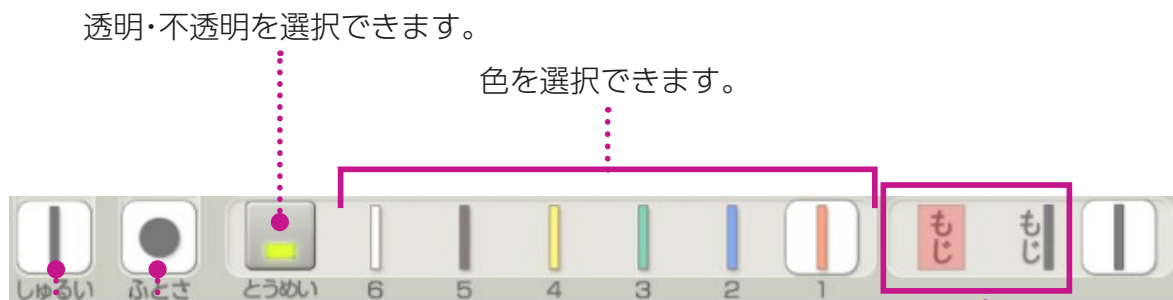 透明・不透明を選択できます。
色を選択できます。
もじ
もじ
しゅるい ふとさ とうめい 6 5 4 3 2 1